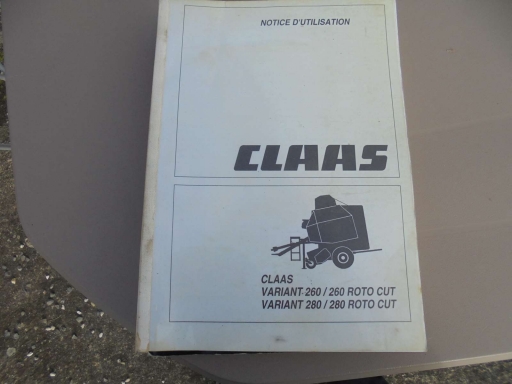 NOTICE D'UTILISATION
CLAAS
CLAAS
VARIANT 260 / 260 ROTO CUT
VARIANT 280 / 280 ROTO CUT